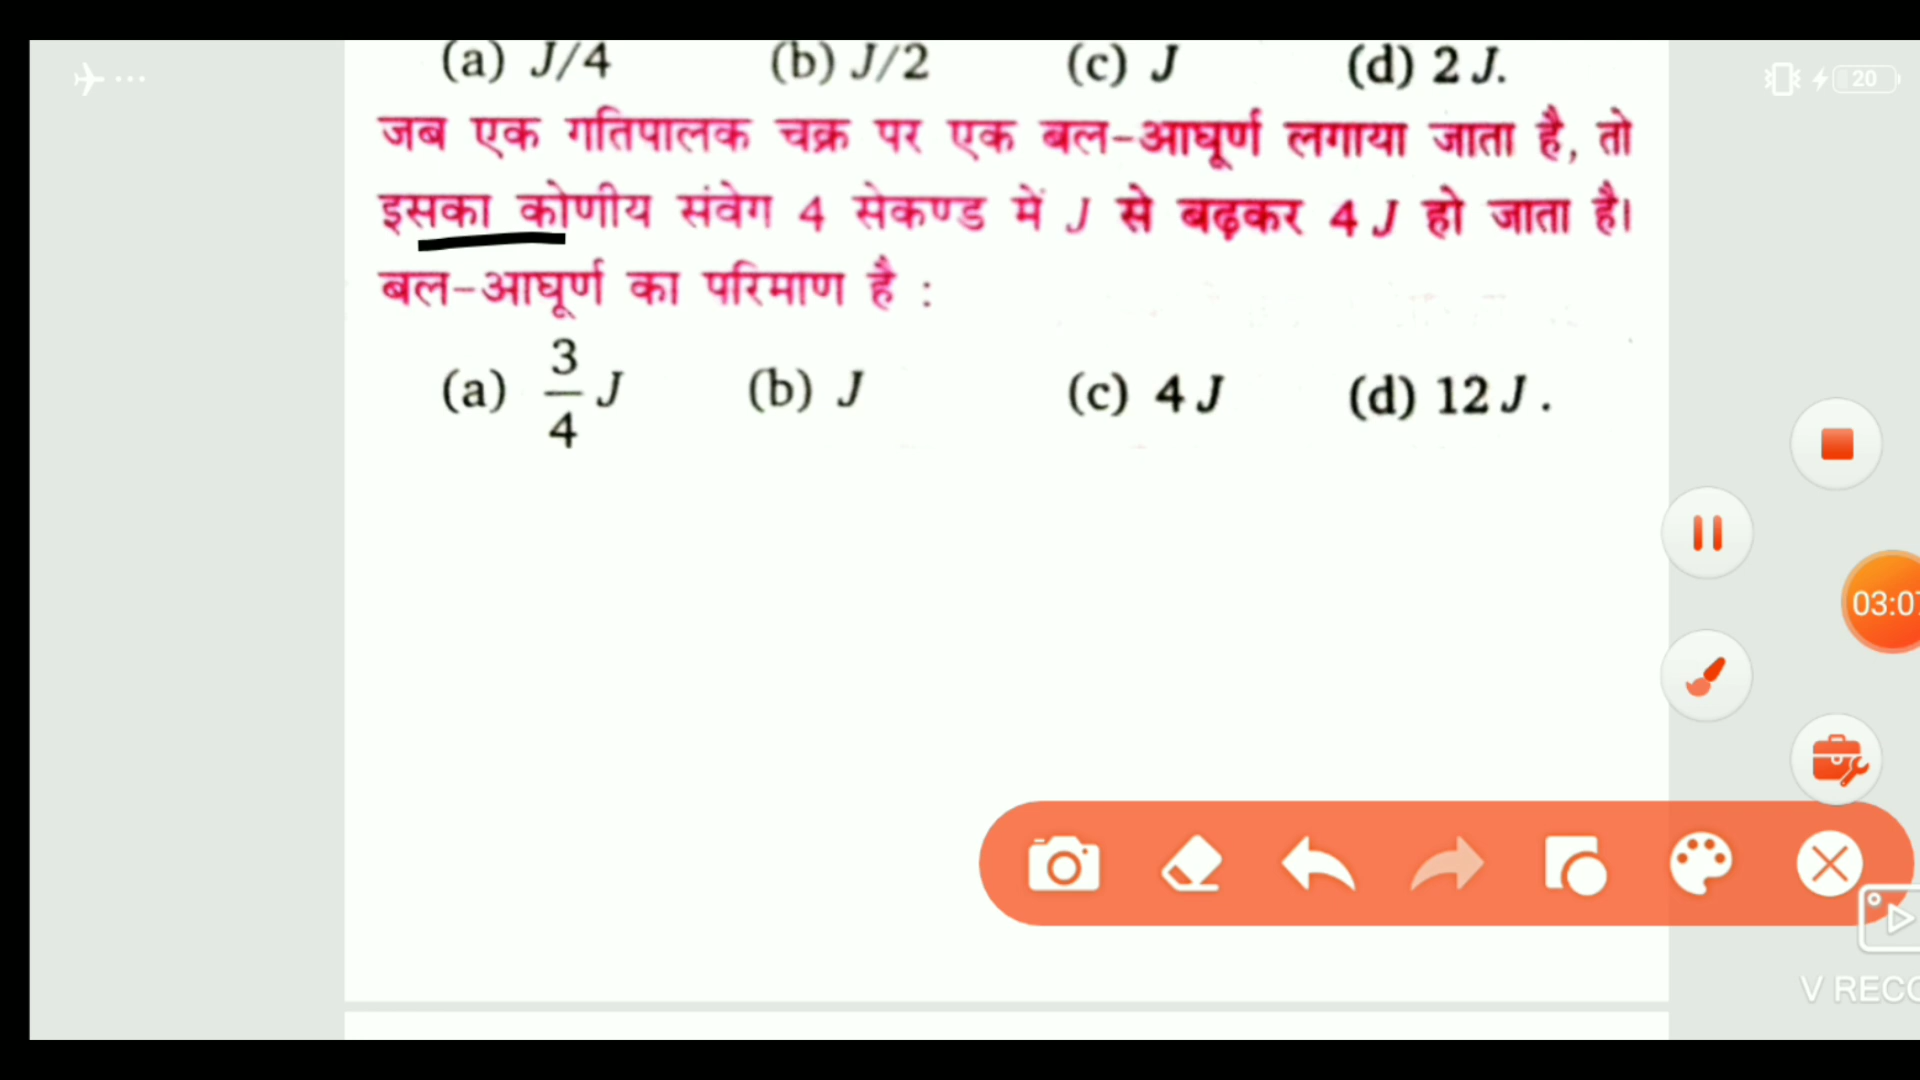 (a) J/4 (b) J/2 (c) J (d) 2 J.
जब एक गतिपालक चक्र पर एक बल-आघूर्ण लगाया जाता है, तो
इसका कोणीय संवेग 4 सेकण्ड में J से बढ़कर 4 J हो जाता है।
बल-आघूर्ण का परिमाण है :
(a) 3/4 J (b) J (c) 4 J (d) 12 J .
20
03:07
V RECO